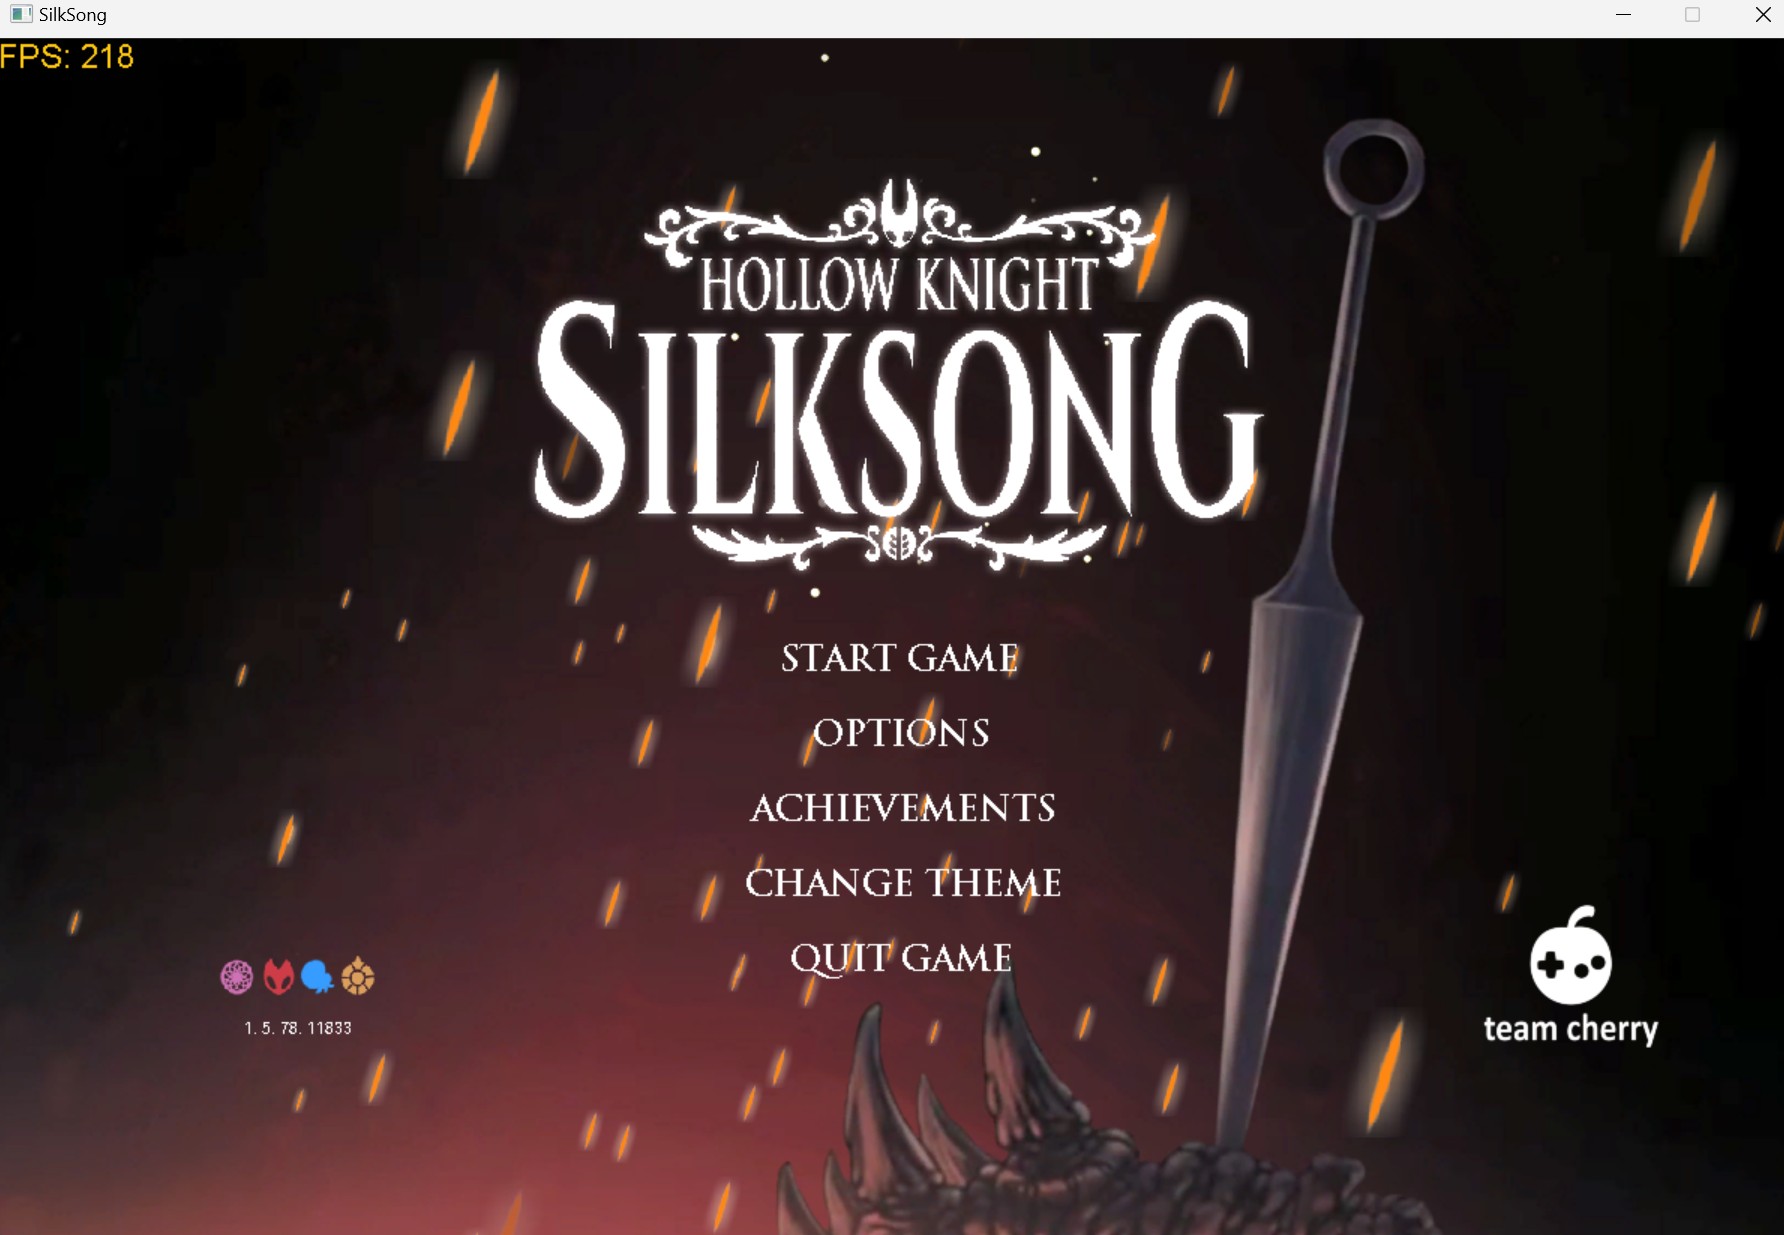 SilkSong
FPS: 218
HOLLOW KNIGHT
SILKSONG
START GAME
OPTIONS
ACHIEVEMENTS
CHANGE THEME
QUIT GAME
1. 5. 78. 11833
team cherry